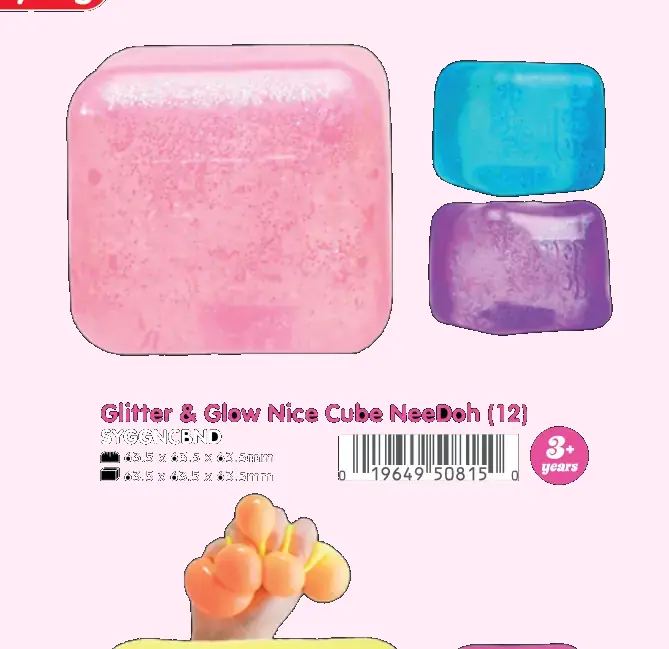 Glitter & Glow Nice Cube NeeDoh (12)
SYGGNCBND
63.5 x 63.5 x 63.5mm
63.5 x 63.5 x 63.5mm
0 19649 50815 0
3+
years